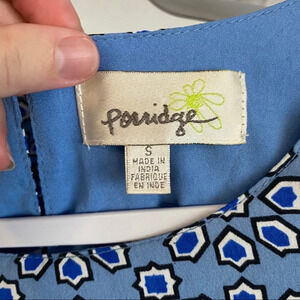 porridge
S
MADE IN
INDIA
FABRIQUE
EN INDE